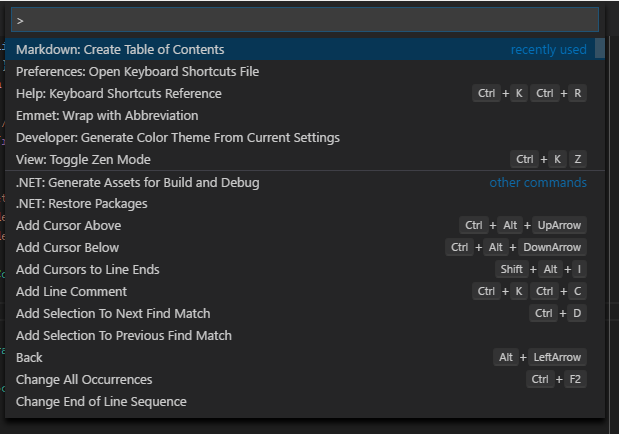 >
Markdown: Create Table of Contents recently used
Preferences: Open Keyboard Shortcuts File
Help: Keyboard Shortcuts Reference Ctrl + K Ctrl + R
Emmet: Wrap with Abbreviation
Developer: Generate Color Theme From Current Settings
View: Toggle Zen Mode Ctrl + K Z
.NET: Generate Assets for Build and Debug other commands
.NET: Restore Packages
Add Cursor Above Ctrl + Alt + UpArrow
Add Cursor Below Ctrl + Alt + DownArrow
Add Cursors to Line Ends Shift + Alt + I
Add Line Comment Ctrl + K Ctrl + C
Add Selection To Next Find Match Ctrl + D
Add Selection To Previous Find Match
Back Alt + LeftArrow
Change All Occurrences Ctrl + F2
Change End of Line Sequence